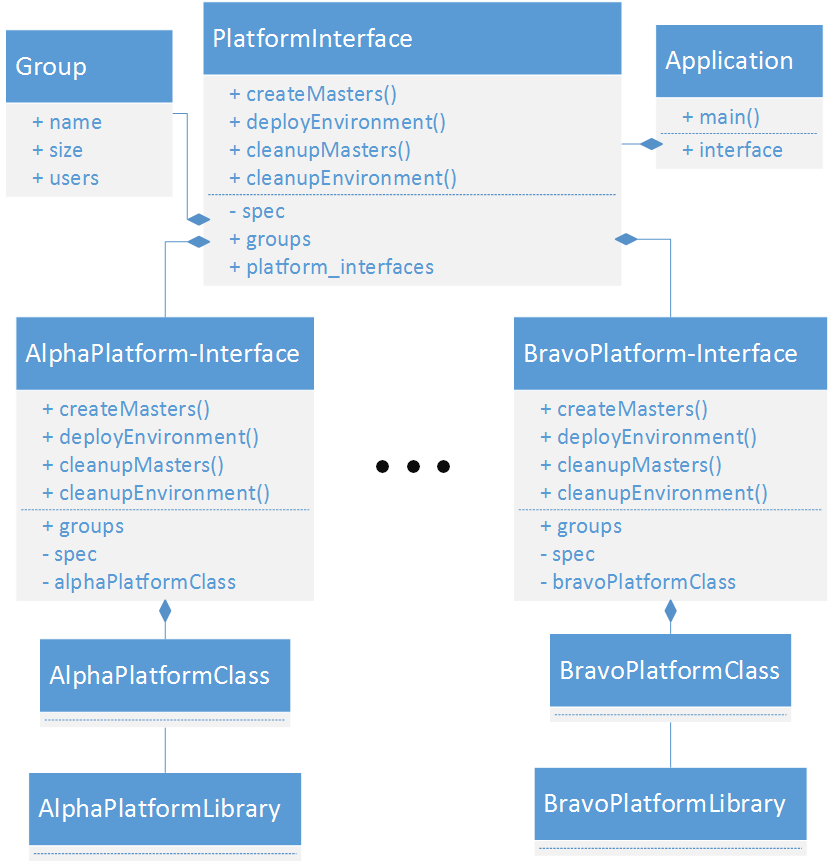 Group
+ name
+ size
+ users
PlatformInterface
+ createMasters()
+ deployEnvironment()
+ cleanupMasters()
+ cleanupEnvironment()
- spec
+ groups
+ platform_interfaces
Application
+ main()
+ interface
AlphaPlatform-Interface
+ createMasters()
+ deployEnvironment()
+ cleanupMasters()
+ cleanupEnvironment()
+ groups
- spec
- alphaPlatformClass
BravoPlatform-Interface
+ createMasters()
+ deployEnvironment()
+ cleanupMasters()
+ cleanupEnvironment()
+ groups
- spec
- bravoPlatformClass
AlphaPlatformClass
BravoPlatformClass
AlphaPlatformLibrary
BravoPlatformLibrary